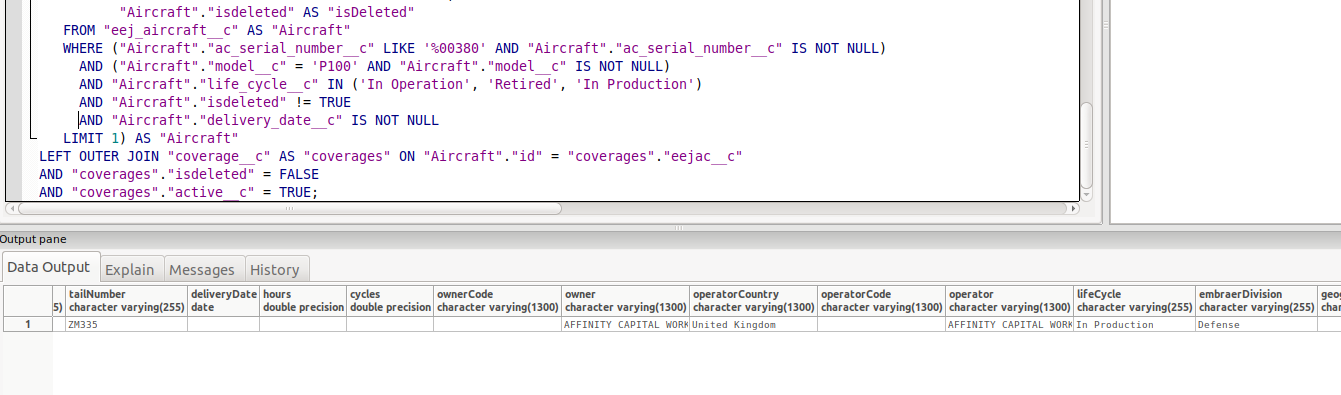 "Aircraft"."isdeleted" AS "isDeleted"
FROM "eej_aircraft__c" AS "Aircraft"
WHERE ("Aircraft"."ac_serial_number__c" LIKE '%00380' AND "Aircraft"."ac_serial_number__c" IS NOT NULL)
AND ("Aircraft"."model__c" = 'P100' AND "Aircraft"."model__c" IS NOT NULL)
AND "Aircraft"."life_cycle__c" IN ('In Operation', 'Retired', 'In Production')
AND "Aircraft"."isdeleted" != TRUE
AND "Aircraft"."delivery_date__c" IS NOT NULL
LIMIT 1) AS "Aircraft"
LEFT OUTER JOIN "coverage__c" AS "coverages" ON "Aircraft"."id" = "coverages"."eejac__c"
AND "coverages"."isdeleted" = FALSE
AND "coverages"."active__c" = TRUE;
Output pane
Data Output Explain Messages History
tailNumber deliveryDate hours cycles ownerCode owner operatorCountry operatorCode operator lifeCycle embraerDivision
5) character varying(255) date double precision double precision character varying(1300) character varying(1300) character varying(1300) character varying(1300) character varying(1300) character varying(255) character varying(255)
1 ZM335 AFFINITY CAPITAL WORK United Kingdom AFFINITY CAPITAL WORK In Production Defense